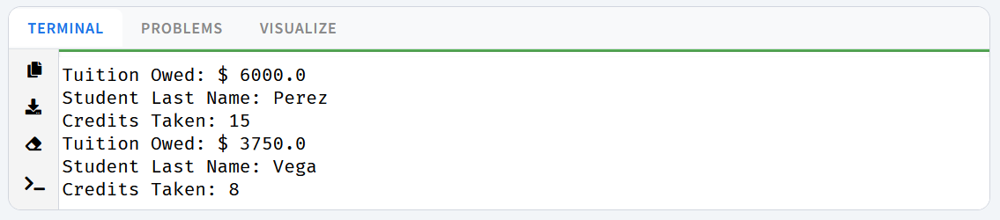 TERMINAL PROBLEMS VISUALIZE
Tuition Owed: $ 6000.0
Student Last Name: Perez
Credits Taken: 15
Tuition Owed: $ 3750.0
Student Last Name: Vega
Credits Taken: 8